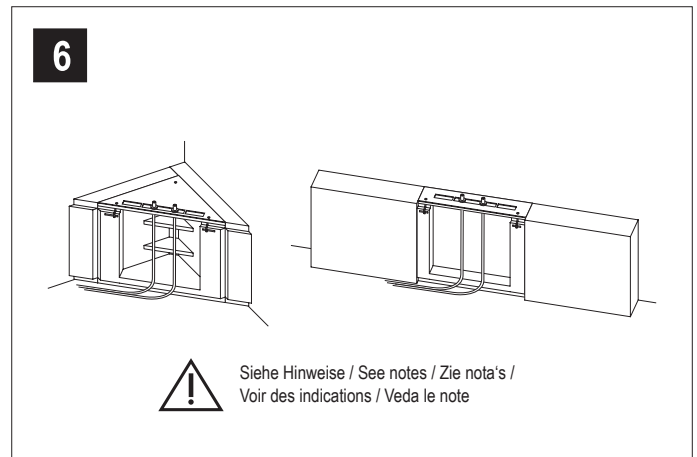 6
Siehe Hinweise / See notes / Zie nota‘s /
Voir des indications / Veda le note